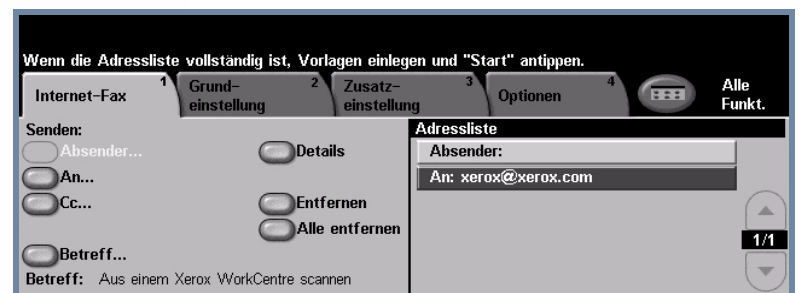 Wenn die Adressliste vollständig ist, Vorlagen einlegen und "Start" antippen.
Internet-Fax 1
Grund-
einstellung 2
Zusatz-
einstellung 3
Optionen 4
Alle
Funkt.
Senden:
Absender...
An...
Cc...
Betreff...
Details
Entfernen
Alle entfernen
Betreff: Aus einem Xerox WorkCentre scannen
Adressliste
Absender:
An: xerox@xerox.com
1/1